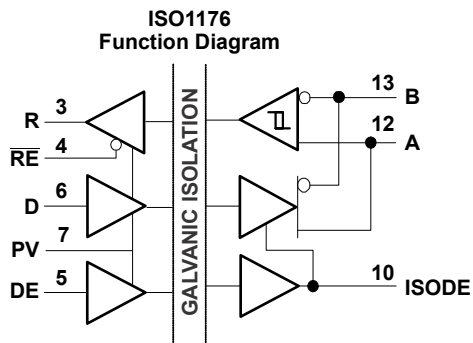 ISO1176
Function Diagram
R 3
RE 4
D 6
PV 7
DE 5
GALVANIC ISOLATION
13 B
12 A
10 ISODE